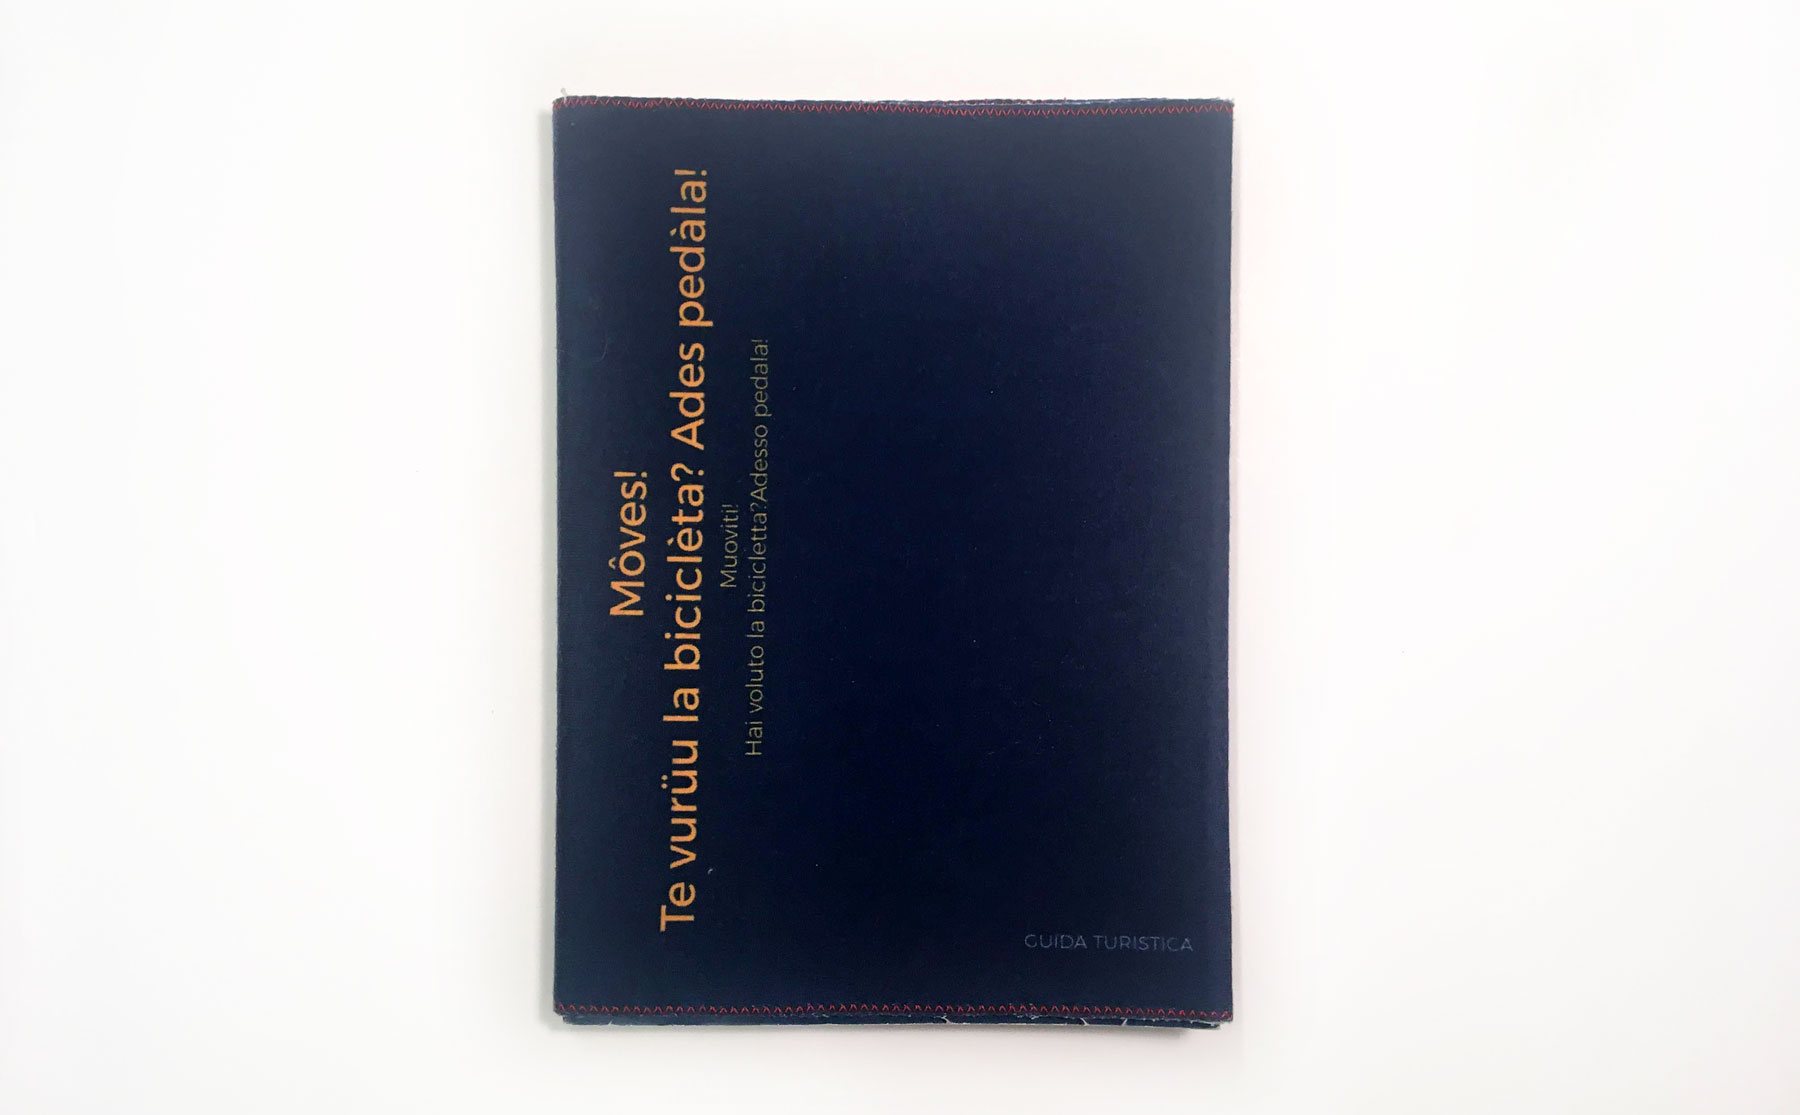 Môves!
Te vurüu la biciclèta? Ades pedàla!
Muoviti!
Hai voluto la bicicletta?Adesso pedala!
GUIDA TURISTICA